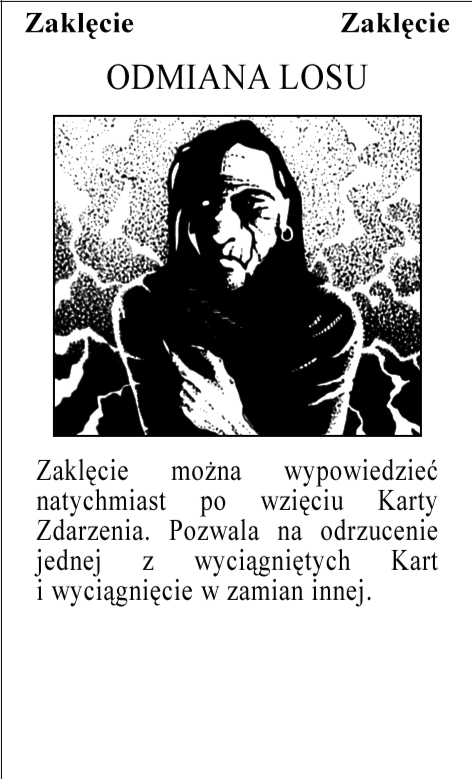 Zaklęcie Zaklęcie
ODMIANA LOSU
Zaklęcie można wypowiedzieć
natychmiast po wzięciu Karty
Zdarzenia. Pozwala na odrzucenie
jednej z wyciągniętych Kart
i wyciągnięcie w zamian innej.